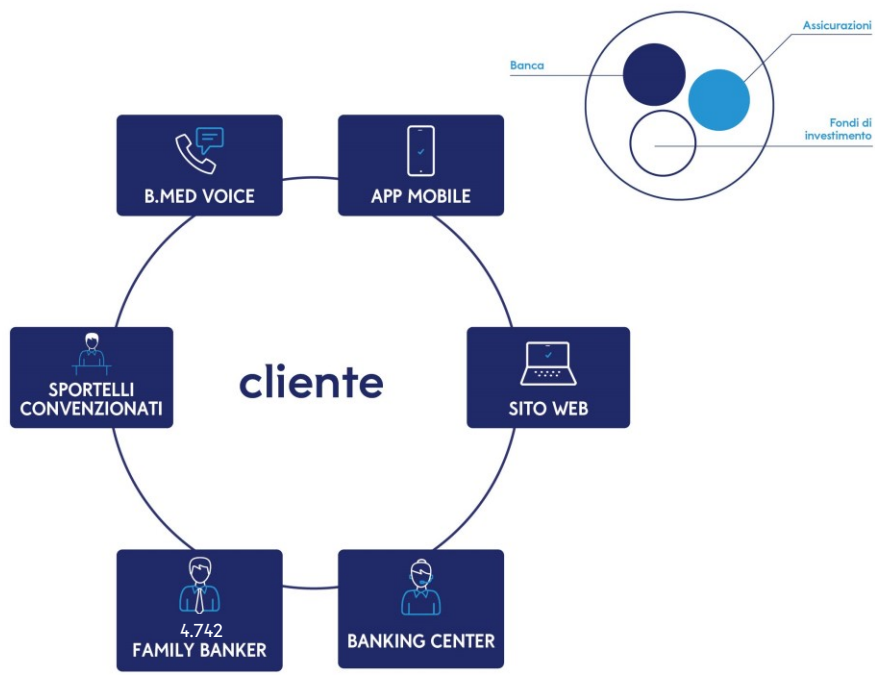 Assicurazioni
Banca
Fondi di
investimento
B.MED VOICE
APP MOBILE
SPORTELLI
CONVENZIONATI
cliente
SITO WEB
4.742
FAMILY BANKER
BANKING CENTER